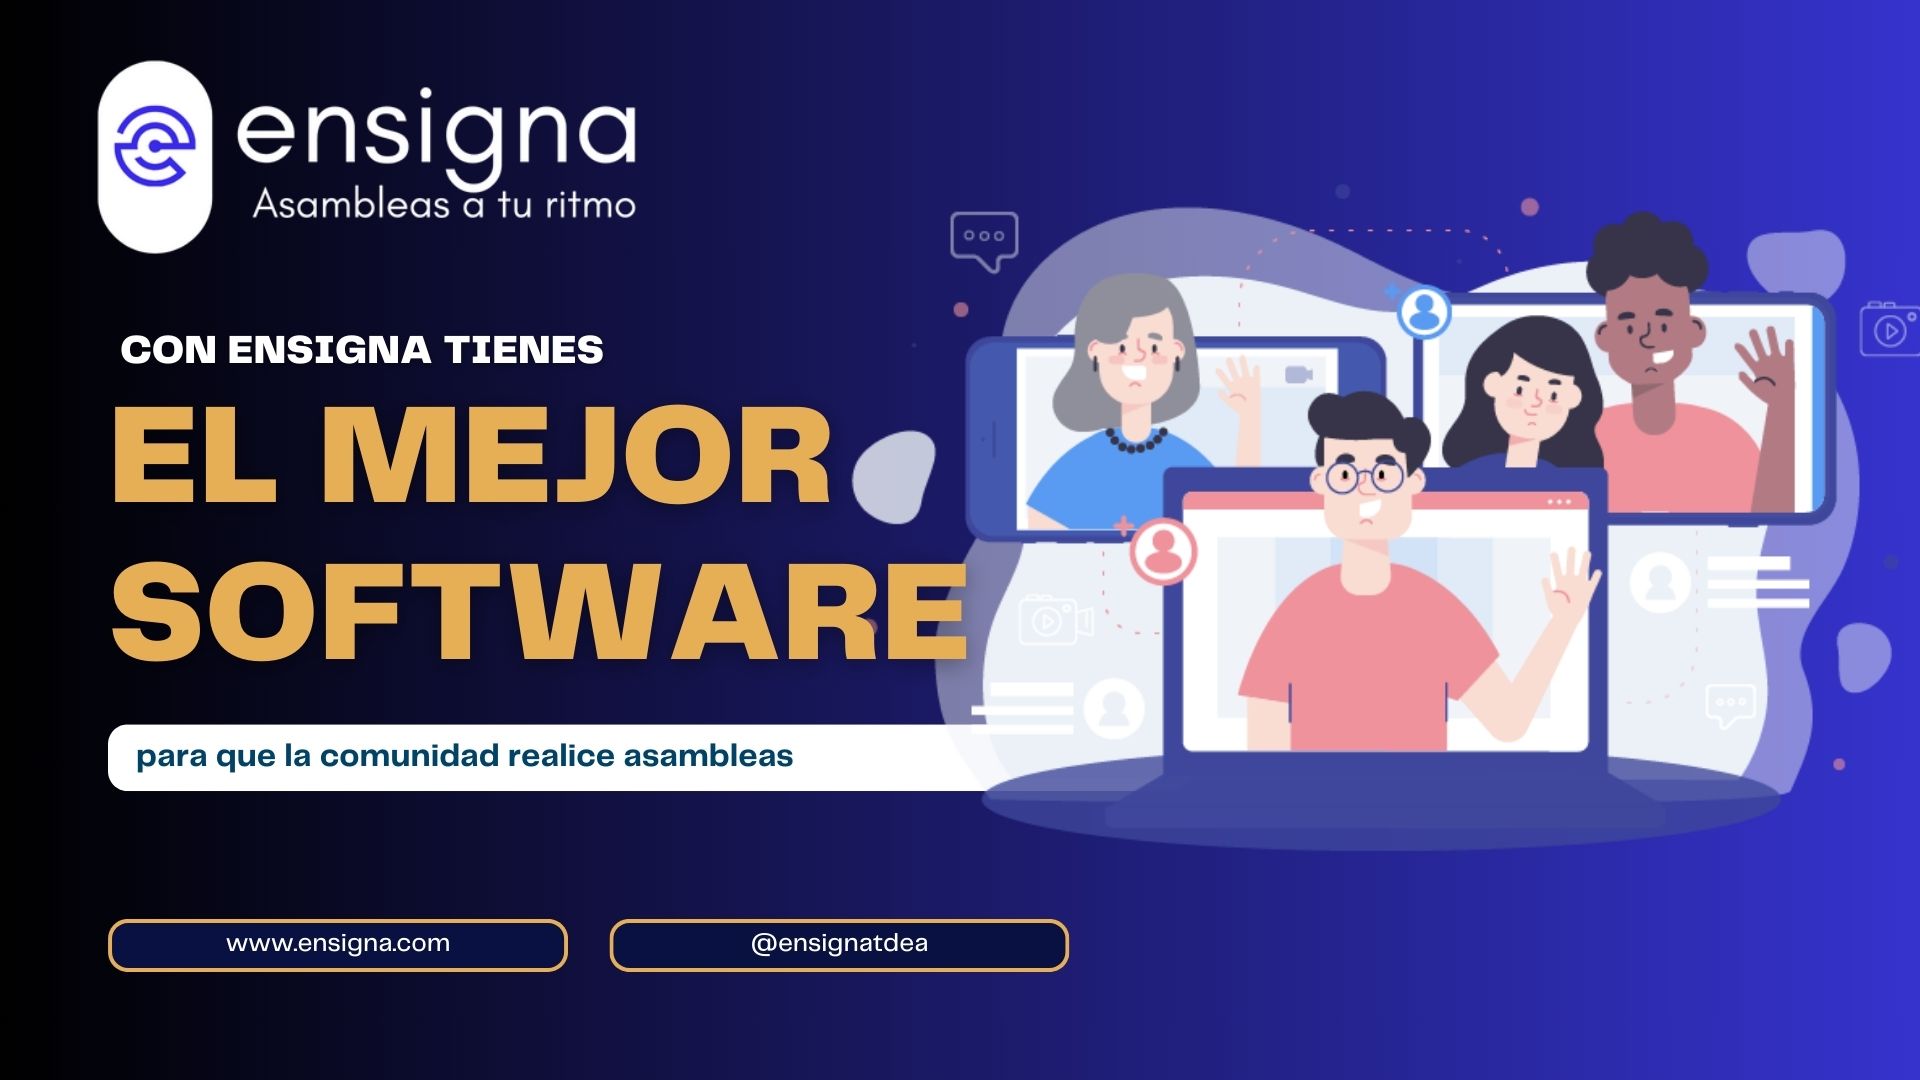 ensigna
Asambleas a tu ritmo
CON ENSIGNA TIENES
EL MEJOR
SOFTWARE
para que la comunidad realice asambleas
www.ensigna.com
@ensignatdea